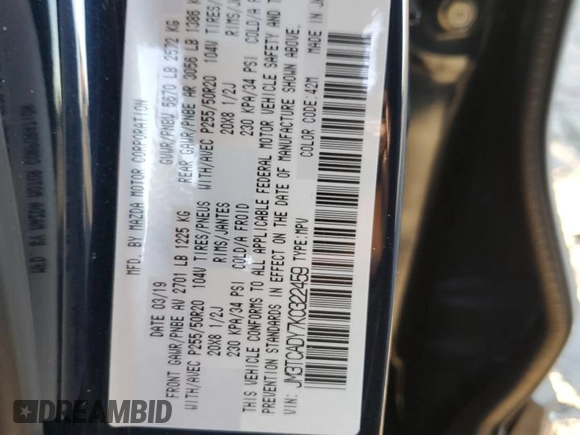 MFD. BY MAZDA MOTOR CORPORATION
DATE 03/19
GVWR/PNBV 5670 LB 2572 KG
FRONT GAWR/PNBE AV 2701 LB 1225 KG
REAR GAWR/PNBE AR 3056 LB 1386
WITH/AVEC P255/50R20 104V TIRES/PNEUS
WITH/AVEC P255/50R20 104V TIRES/
20X8 1/2J RIMS/JANTES
20X8 1/2J RIMS/
230 KPA/34 PSI COLD/A FROID
230 KPA/34 PSI COLD/A
THIS VEHICLE CONFORMS TO ALL APPLICABLE FEDERAL MOTOR VEHICLE SAFETY AND
PREVENTION STANDARDS IN EFFECT ON THE DATE OF MANUFACTURE SHOWN ABOVE.
MADE IN
VIN: JM3TCADY7KC322459 TYPE: MPV COLOR CODE: 42M
DREAMBID